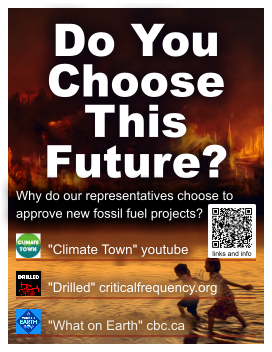 Do You
Choose
This
Future?
Why do our representatives choose to
approve new fossil fuel projects?
links and info
CLIMATE
TOWN
"Climate Town" youtube
DRILLED
"Drilled" criticalfrequency.org
WHAT ON
EARTH
"What on Earth" cbc.ca